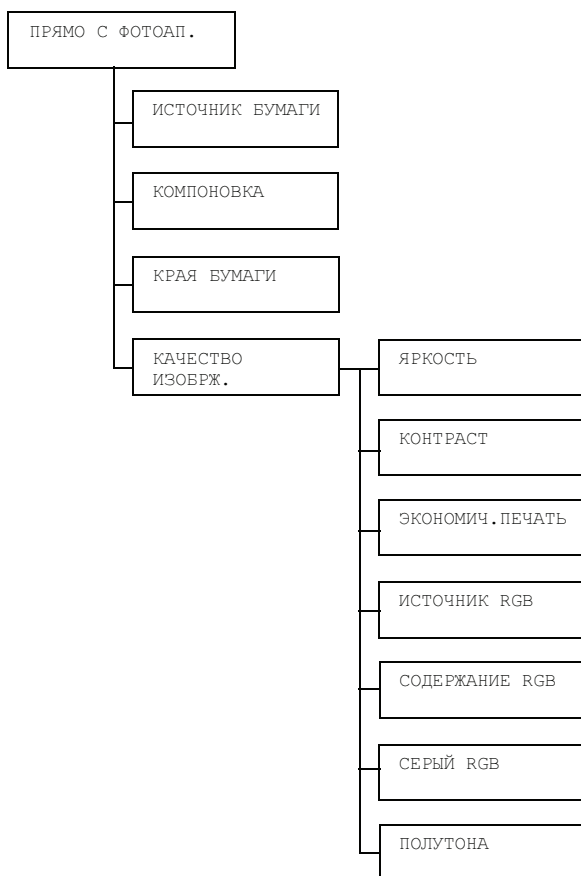 ПРЯМО С ФОТОАП.
ИСТОЧНИК БУМАГИ
КОМПОНОВКА
КРАЯ БУМАГИ
КАЧЕСТВО
ИЗОБРЖ.
ЯРКОСТЬ
КОНТРАСТ
ЭКОНОМИЧ.ПЕЧАТЬ
ИСТОЧНИК RGB
СОДЕРЖАНИЕ RGB
СЕРЫЙ RGB
ПОЛУТОНА